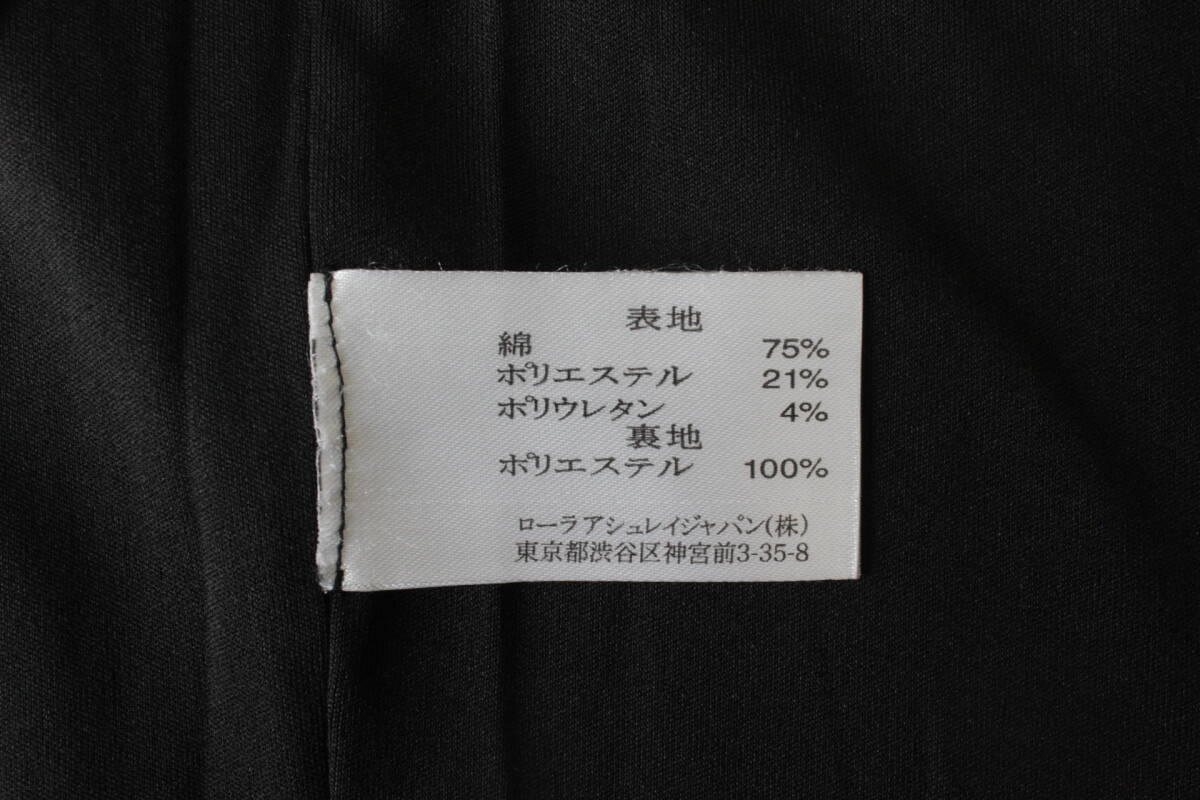 表地
綿 75%
ポリエステル 21%
ポリウレタン 4%
裏地
ポリエステル 100%
ローラアシュレイジャパン(株)
東京都渋谷区神宮前3-35-8